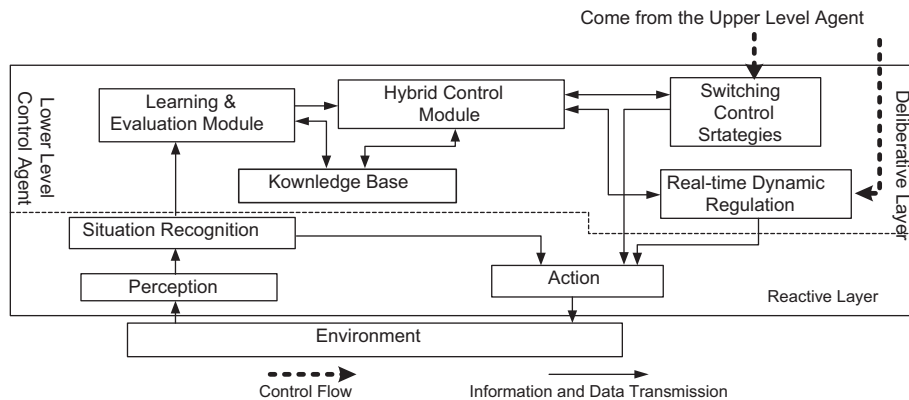 Come from the Upper Level Agent
Lower Level
Control Agent
Learning &
Evaluation Module
Hybrid Control
Module
Switching
Control
Srtategies
Deliberative Layer
Kownledge Base
Real-time Dynamic
Regulation
Situation Recognition
Perception
Action
Reactive Layer
Environment
Control Flow
Information and Data Transmission